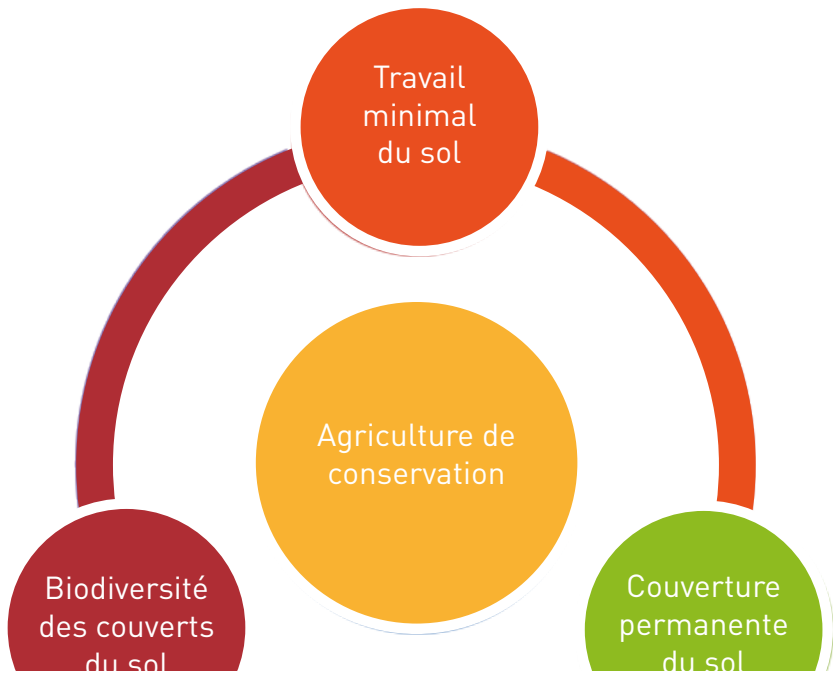 Travail
minimal
du sol
Agriculture de
conservation
Biodiversité
des couverts
du sol
Couverture
permanente
du sol